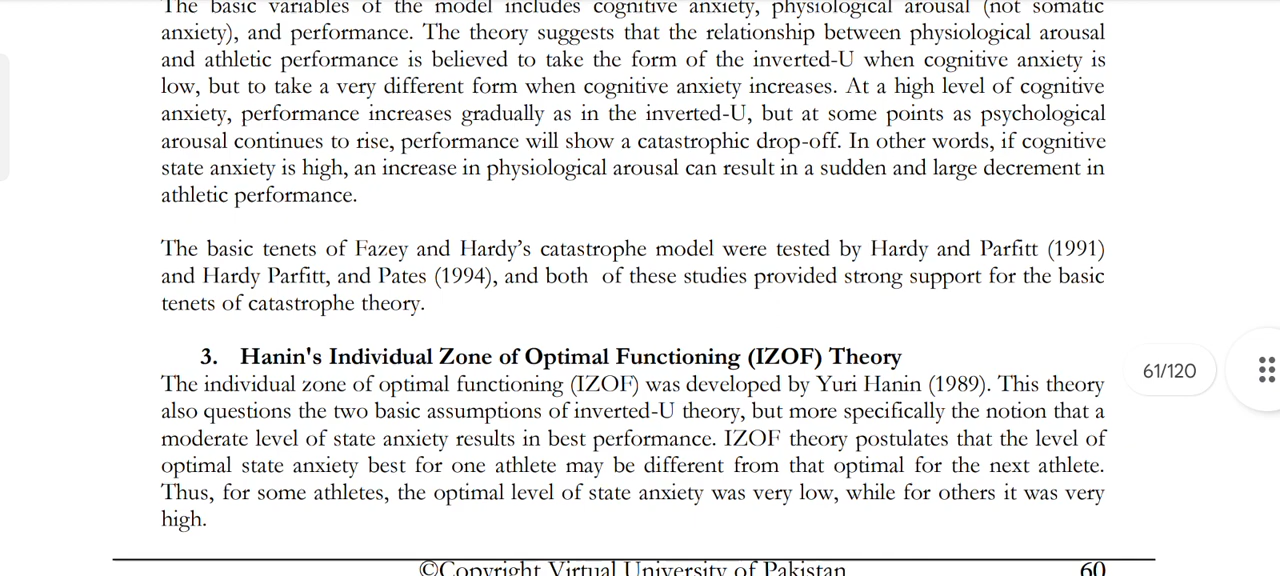 The basic variables of the model includes cognitive anxiety, physiological arousal (not somatic
anxiety), and performance. The theory suggests that the relationship between physiological arousal
and athletic performance is believed to take the form of the inverted-U when cognitive anxiety is
low, but to take a very different form when cognitive anxiety increases. At a high level of cognitive
anxiety, performance increases gradually as in the inverted-U, but at some points as psychological
arousal continues to rise, performance will show a catastrophic drop-off. In other words, if cognitive
state anxiety is high, an increase in physiological arousal can result in a sudden and large decrement in
athletic performance.
The basic tenets of Fazey and Hardy's catastrophe model were tested by Hardy and Parfitt (1991)
and Hardy Parfitt, and Pates (1994), and both of these studies provided strong support for the basic
tenets of catastrophe theory.
3. Hanin's Individual Zone of Optimal Functioning (IZOF) Theory
The individual zone of optimal functioning (IZOF) was developed by Yuri Hanin (1989). This theory
also questions the two basic assumptions of inverted-U theory, but more specifically the notion that a
moderate level of state anxiety results in best performance. IZOF theory postulates that the level of
optimal state anxiety best for one athlete may be different from that optimal for the next athlete.
Thus, for some athletes, the optimal level of state anxiety was very low, while for others it was very
high.
61/120
©Copyright Virtual University of Pakistan 60